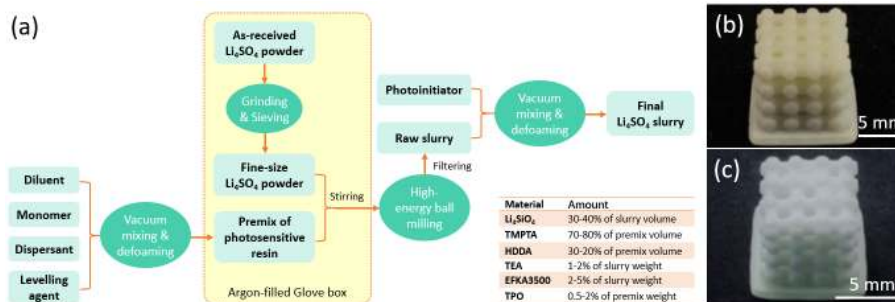 (a)
As-received
Li₄SO₄ powder
Grinding
& Sieving
Fine-size
Li₄SO₄ powder
Premix of
photosensitive
resin
Argon-filled Glove box
Diluent
Monomer
Dispersant
Levelling
agent
Vacuum
mixing &
defoaming
Stirring
High-
energy ball
milling
Filtering
Raw slurry
Photoinitiator
Vacuum
mixing &
defoaming
Final
Li₄SO₄ slurry
Material Amount
Li₄SiO₄ 30-40% of slurry volume
TMPTA 70-80% of premix volume
HDDA 30-20% of premix volume
TEA 1-2% of slurry weight
EFKA3500 2-5% of slurry weight
TPO 0.5-2% of premix weight
(b)
5 mm
(c)
5 mm